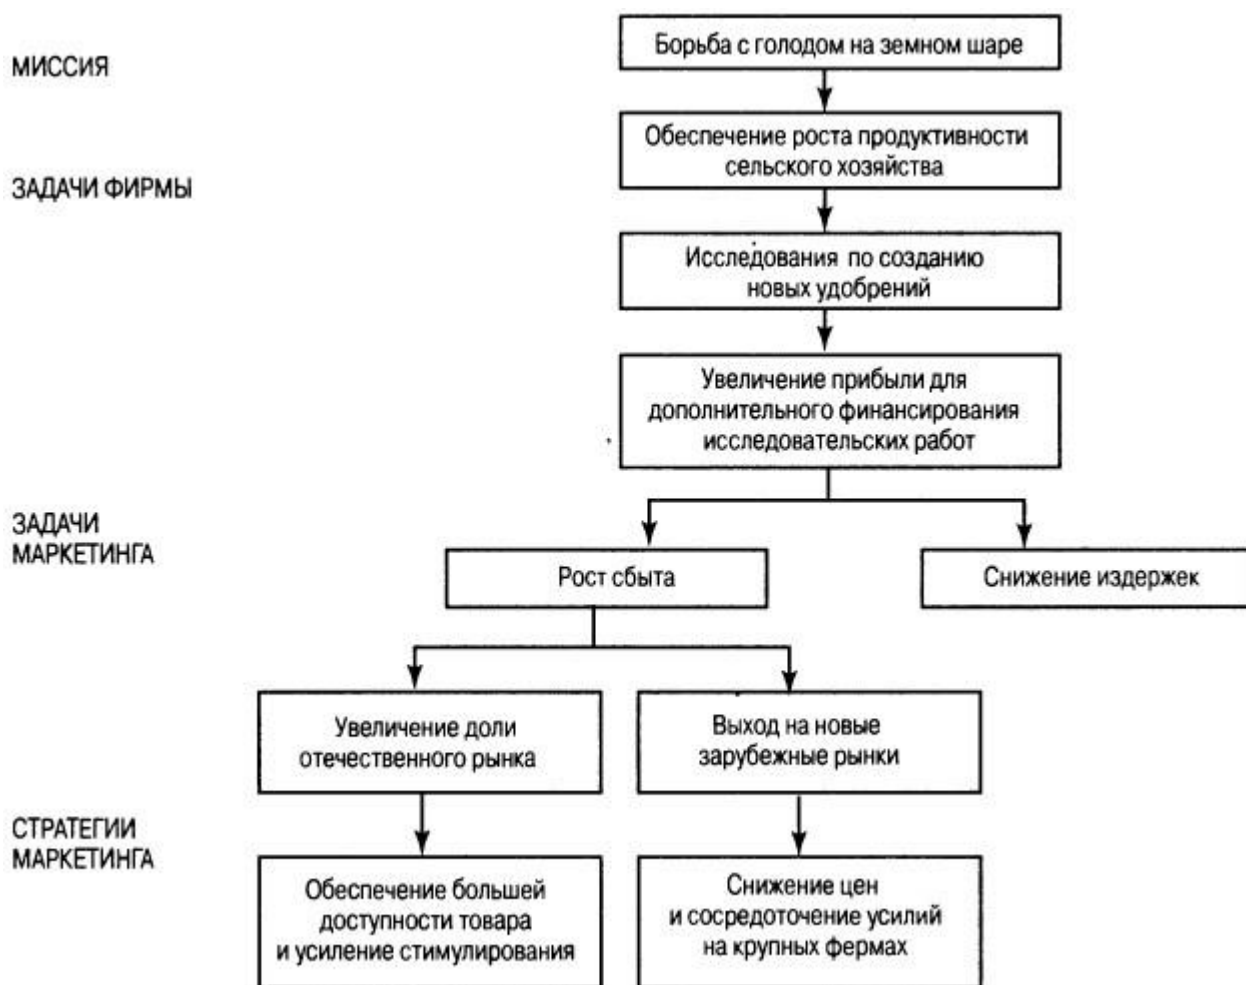 МИССИЯ
Борьба с голодом на земном шаре
Обеспечение роста продуктивности
сельского хозяйства
ЗАДАЧИ ФИРМЫ
Исследования по созданию
новых удобрений
Увеличение прибыли для
дополнительного финансирования
исследовательских работ
ЗАДАЧИ
МАРКЕТИНГА
Рост сбыта
Снижение издержек
Увеличение доли
отечественного рынка
Выход на новые
зарубежные рынки
СТРАТЕГИИ
МАРКЕТИНГА
Обеспечение большей
доступности товара
и усиление стимулирования
Снижение цен
и сосредоточение усилий
на крупных фермах